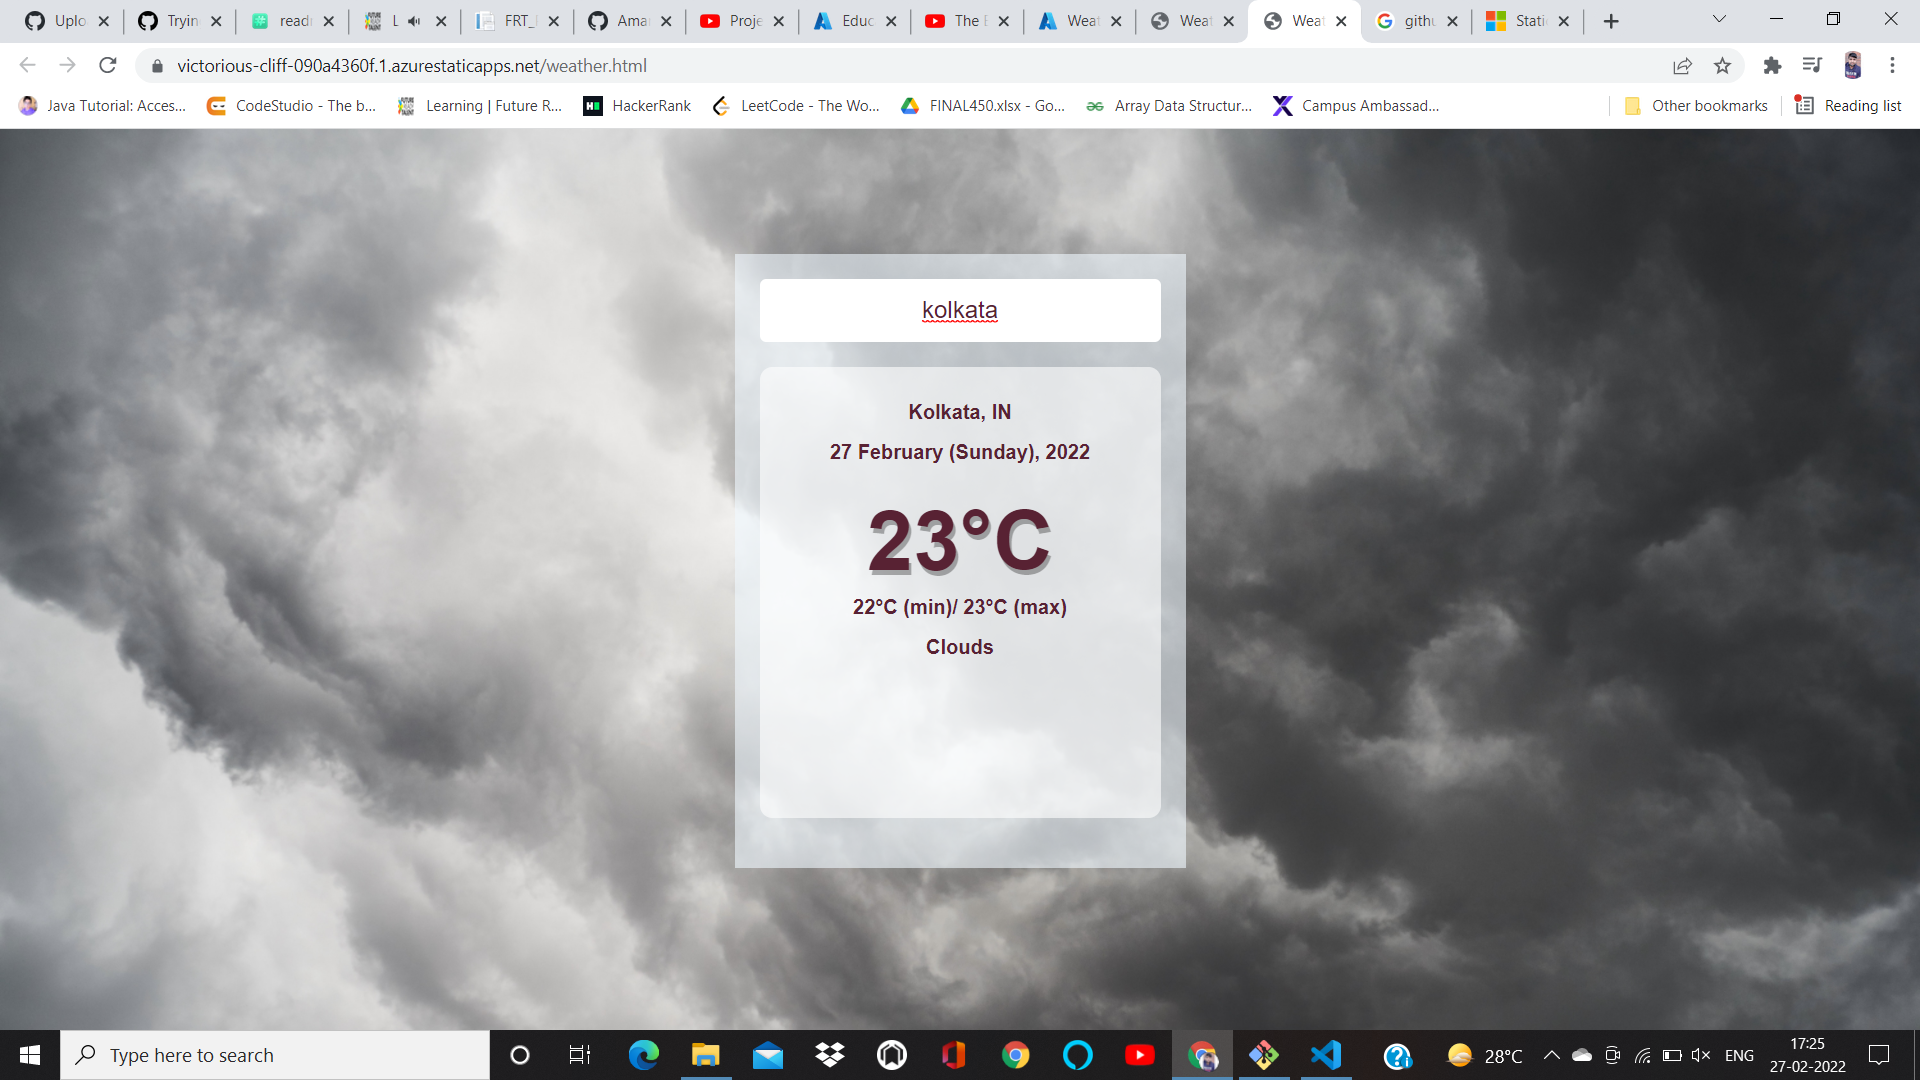 Uplo
Tryin
readr
L
FRT_
Amar
Proje
Educ
The E
Weat
Weat
Weat
githu
Static
victorious-cliff-090a4360f.1.azurestaticapps.net/weather.html
Java Tutorial: Acces...
CodeStudio - The b...
Learning | Future R...
HackerRank
LeetCode - The Wo...
FINAL450.xlsx - Go...
Array Data Structur...
Campus Ambassad...
Other bookmarks
Reading list
kolkata
Kolkata, IN
27 February (Sunday), 2022
23°C
22°C (min)/ 23°C (max)
Clouds
Type here to search
28°C
ENG
17:25
27-02-2022